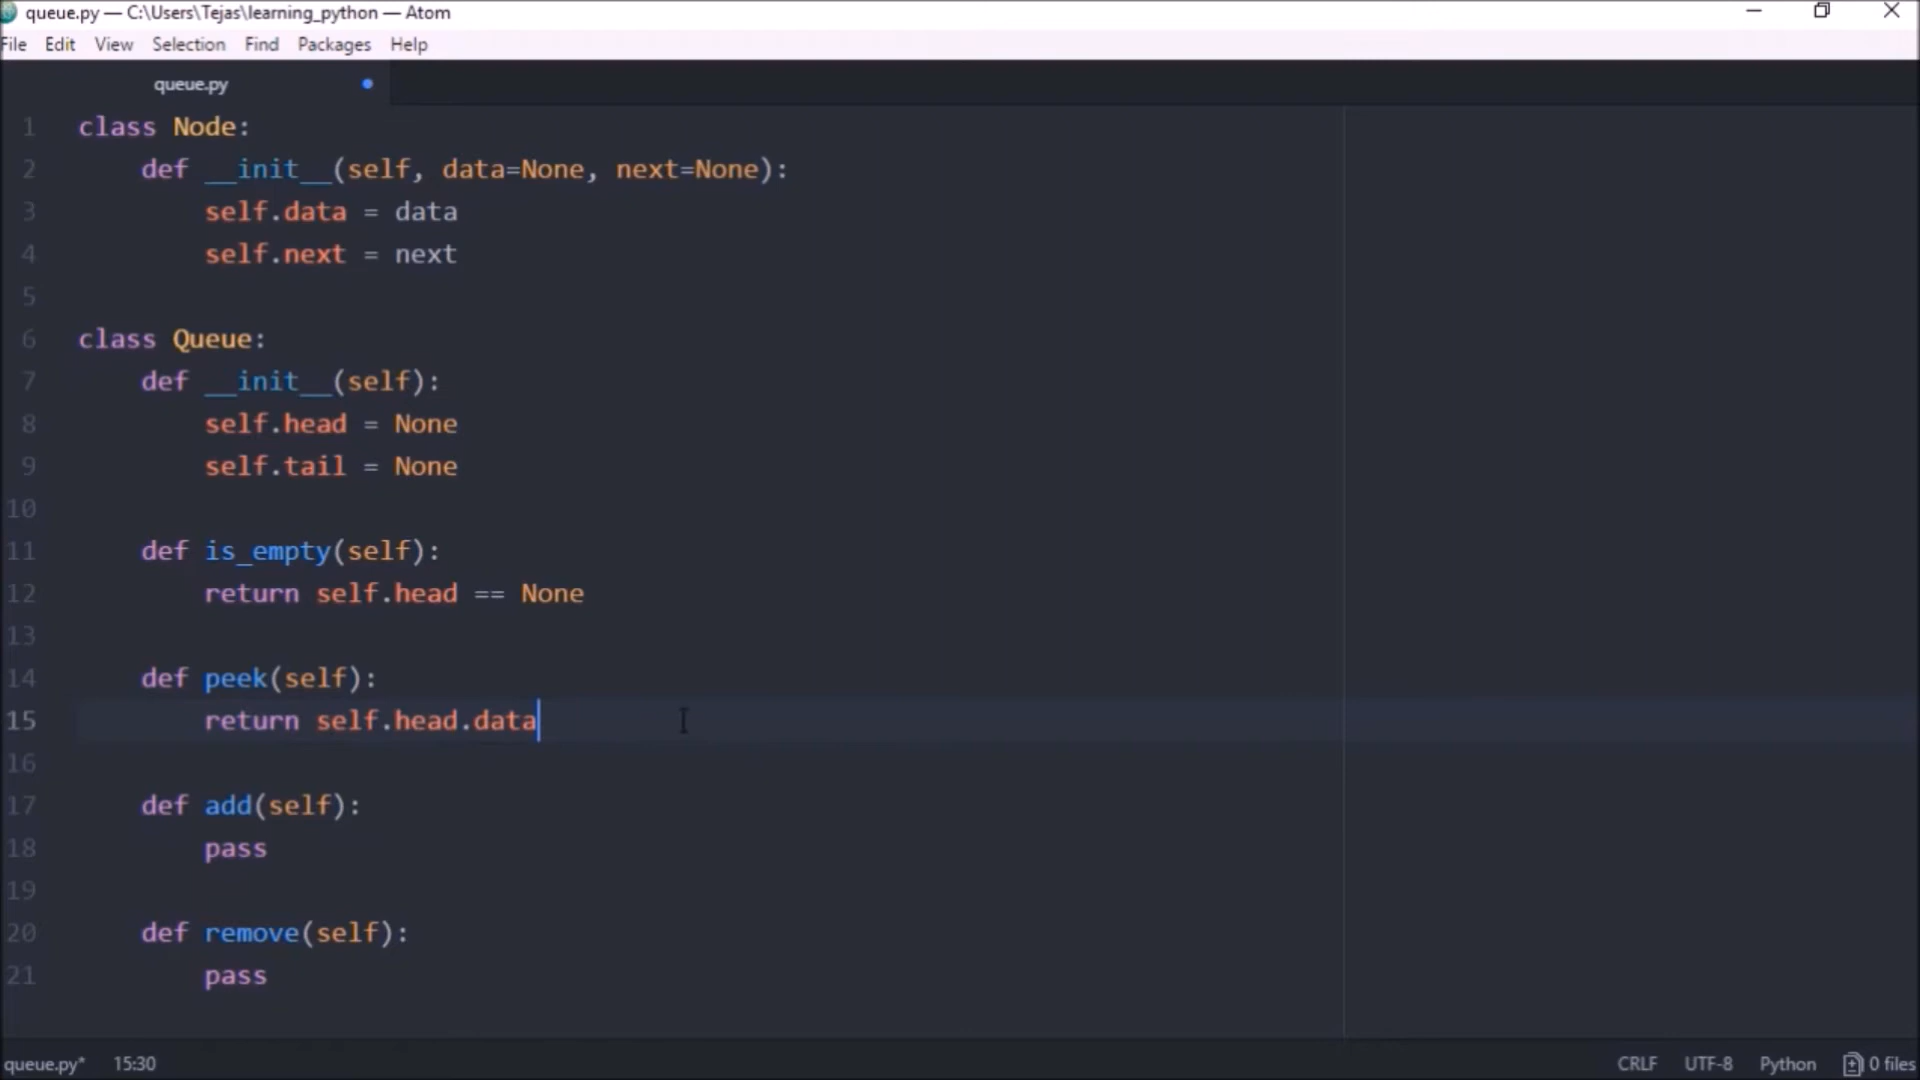 queue.py — C:\Users\Tejas\learning_python — Atom
File Edit View Selection Find Packages Help
queue.py
1 class Node:
2     def __init__(self, data=None, next=None):
3         self.data = data
4         self.next = next
5
6 class Queue:
7     def __init__(self):
8         self.head = None
9         self.tail = None
10
11     def is_empty(self):
12         return self.head == None
13
14     def peek(self):
15         return self.head.data
16
17     def add(self):
18         pass
19
20     def remove(self):
21         pass
queue.py* 15:30 CRLF UTF-8 Python 0 files